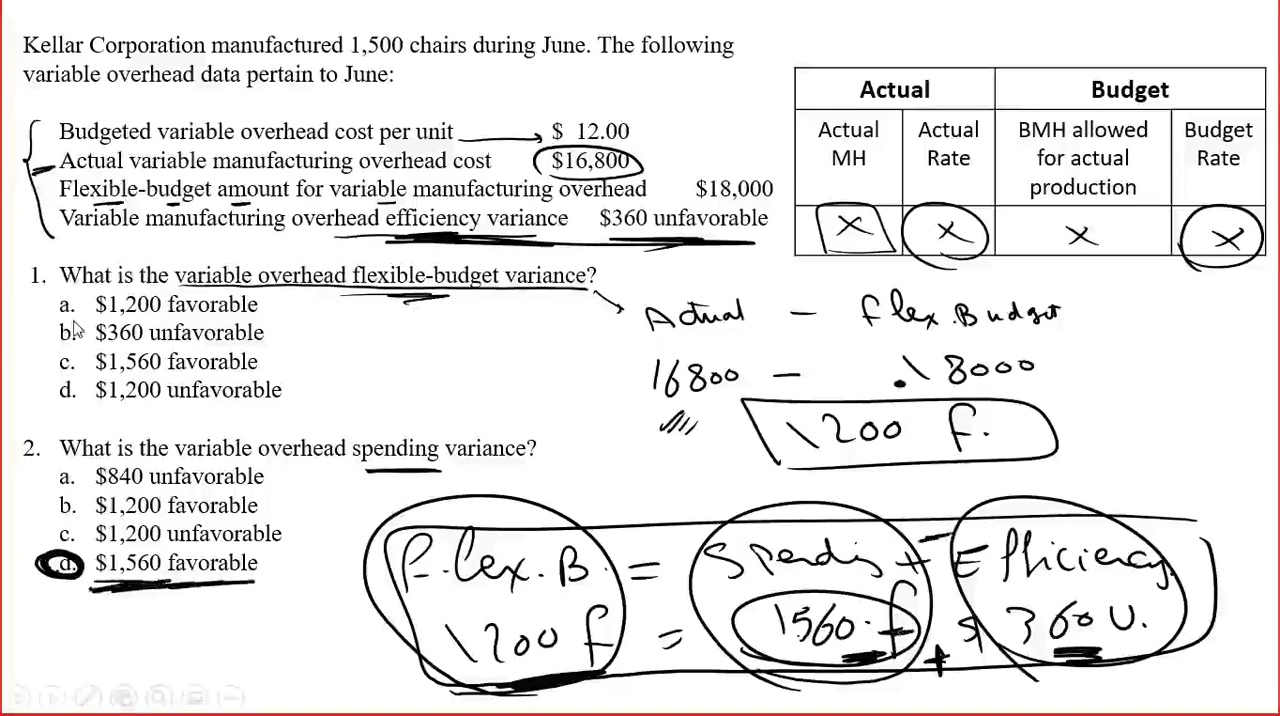 Kellar Corporation manufactured 1,500 chairs during June. The following
variable overhead data pertain to June:
Budgeted variable overhead cost per unit $ 12.00
Actual variable manufacturing overhead cost $16,800
Flexible-budget amount for variable manufacturing overhead $18,000
Variable manufacturing overhead efficiency variance $360 unfavorable
Actual Budget
Actual MH Actual Rate BMH allowed for actual production Budget Rate
X X X X
1. What is the variable overhead flexible-budget variance?
a. $1,200 favorable
b. $360 unfavorable
c. $1,560 favorable
d. $1,200 unfavorable
Actual - flex.Budget
16800 - 18000
1200 f.
2. What is the variable overhead spending variance?
a. $840 unfavorable
b. $1,200 favorable
c. $1,200 unfavorable
d. $1,560 favorable
flex.B. = Spending + Efficiency
1200 f = 1560 f + 360 U.